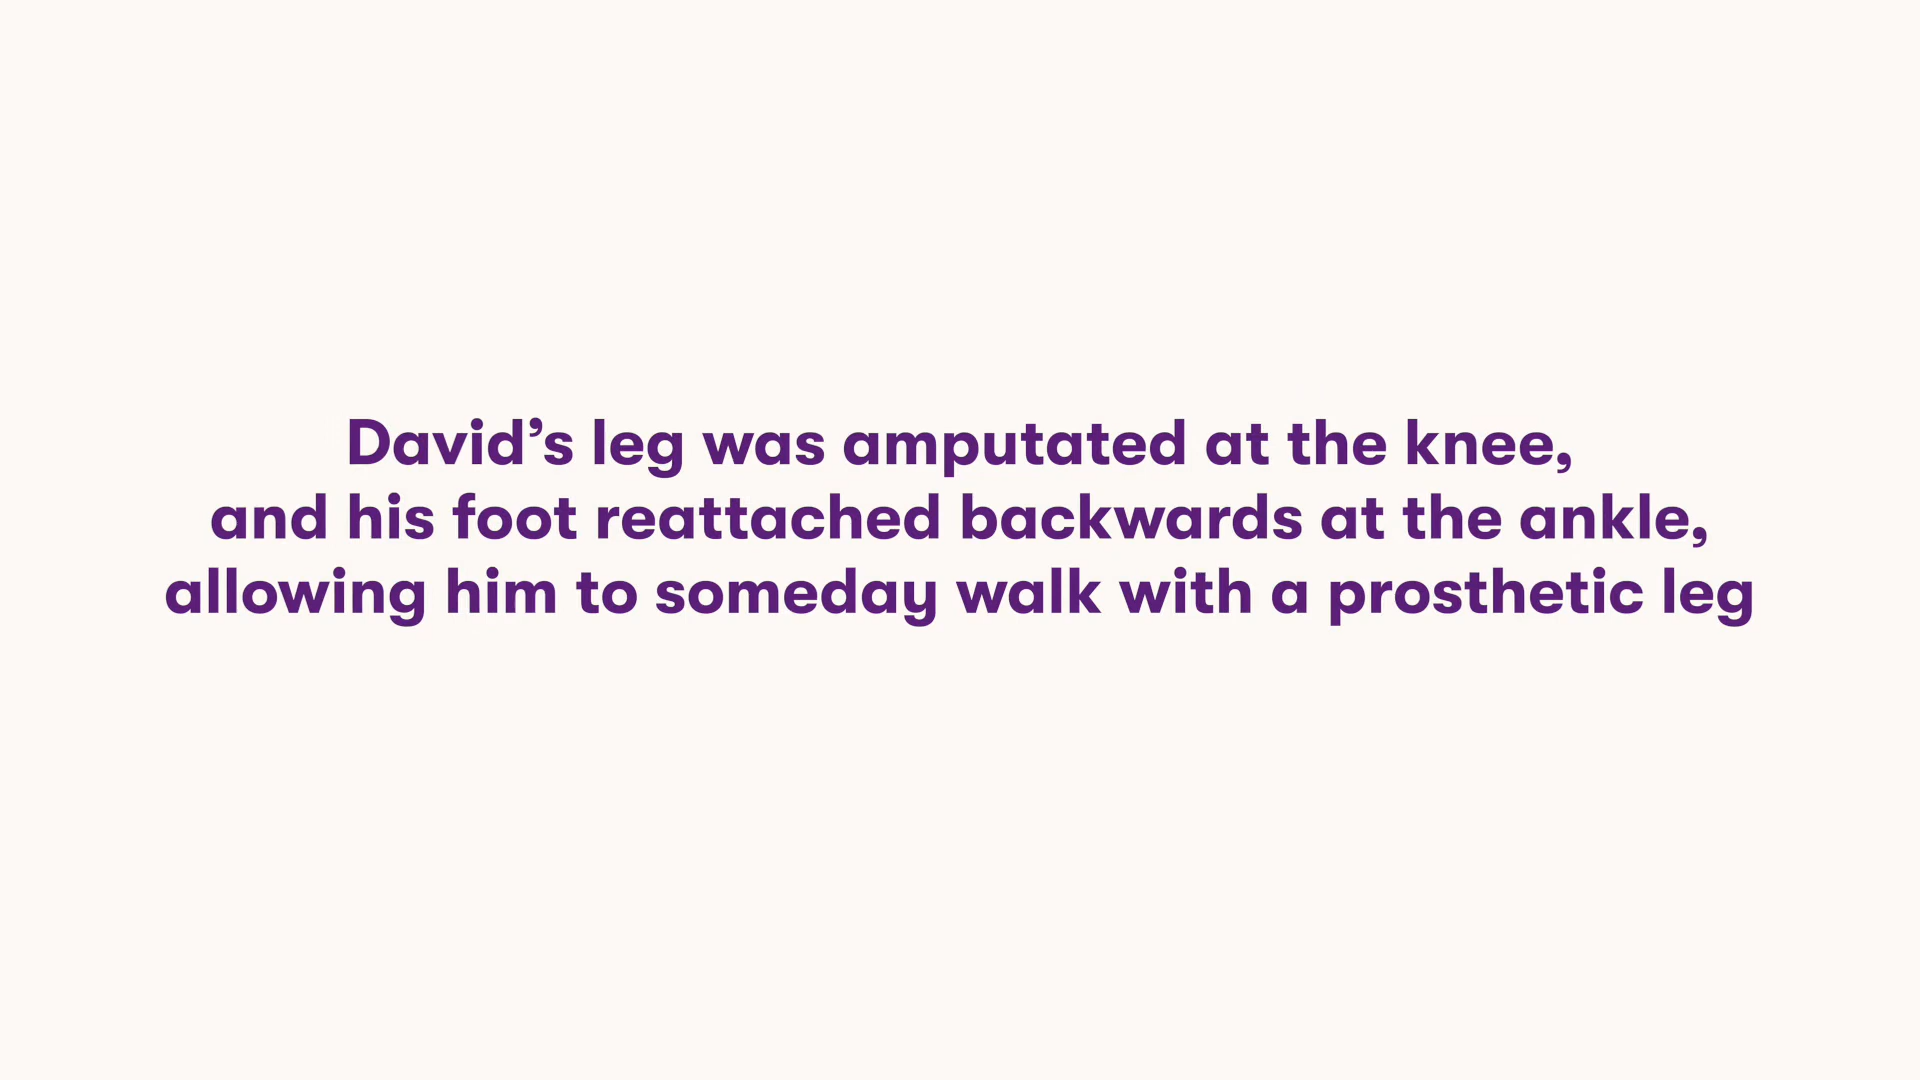 David’s leg was amputated at the knee,
and his foot reattached backwards at the ankle,
allowing him to someday walk with a prosthetic leg